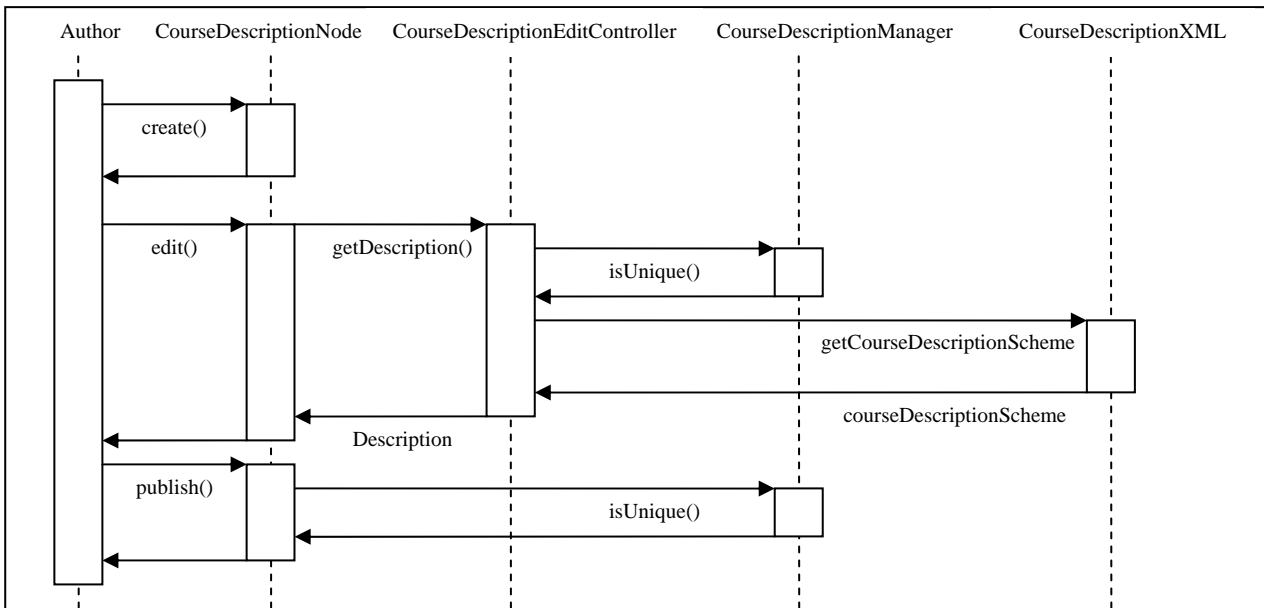 Author CourseDescriptionNode CourseDescriptionEditController CourseDescriptionManager CourseDescriptionXML
create()
edit() getDescription()
isUnique()
getCourseDescriptionScheme
courseDescriptionScheme
Description
publish()
isUnique()